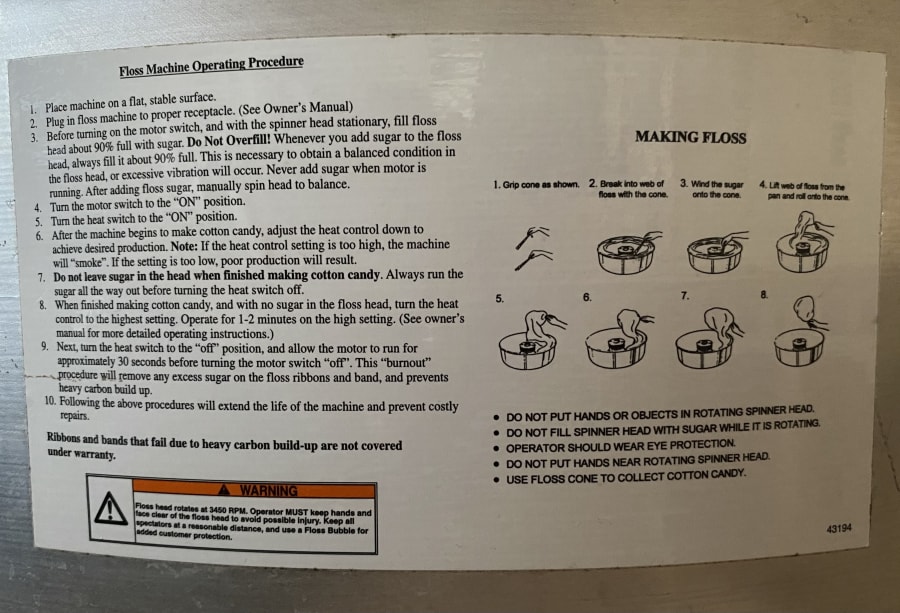 Floss Machine Operating Procedure
1. Place machine on a flat, stable surface.
2. Plug in floss machine to proper receptacle. (See Owner's Manual)
3. Before turning on the motor switch, and with the spinner head stationary, fill floss
head about 90% full with sugar. Do Not Overfill! Whenever you add sugar to the floss
head, always fill it about 90% full. This is necessary to obtain a balanced condition in
the floss head, or excessive vibration will occur. Never add sugar when motor is
running. After adding floss sugar, manually spin head to balance.
4. Turn the motor switch to the "ON" position.
5. Turn the heat switch to the "ON" position.
6. After the machine begins to make cotton candy, adjust the heat control down to
achieve desired production. Note: If the heat control setting is too high, the machine
will "smoke". If the setting is too low, poor production will result.
7. Do not leave sugar in the head when finished making cotton candy. Always run the
sugar all the way out before turning the heat switch off.
8. When finished making cotton candy, and with no sugar in the floss head, turn the heat
control to the highest setting. Operate for 1-2 minutes on the high setting. (See owner's
manual for more detailed operating instructions.)
9. Next, turn the heat switch to the "off" position, and allow the motor to run for
approximately 30 seconds before turning the motor switch "off". This "burnout"
procedure will remove any excess sugar on the floss ribbons and band, and prevents
heavy carbon build up.
10. Following the above procedures will extend the life of the machine and prevent costly
repairs.
Ribbons and bands that fail due to heavy carbon build-up are not covered
under warranty.
WARNING
Floss head rotates at 3450 RPM. Operator MUST keep hands and
face clear of the floss head to avoid possible injury. Keep all
spectators at a reasonable distance, and use a Floss Bubble for
added customer protection.
MAKING FLOSS
1. Grip cone as shown.
2. Break into web of
floss with the cone.
3. Wind the sugar
onto the cone.
4. Lift web of floss from the
pan and roll onto the cone.
5.
6.
7.
8.
• DO NOT PUT HANDS OR OBJECTS IN ROTATING SPINNER HEAD.
• DO NOT FILL SPINNER HEAD WITH SUGAR WHILE IT IS ROTATING.
• OPERATOR SHOULD WEAR EYE PROTECTION.
• DO NOT PUT HANDS NEAR ROTATING SPINNER HEAD.
• USE FLOSS CONE TO COLLECT COTTON CANDY.
43194